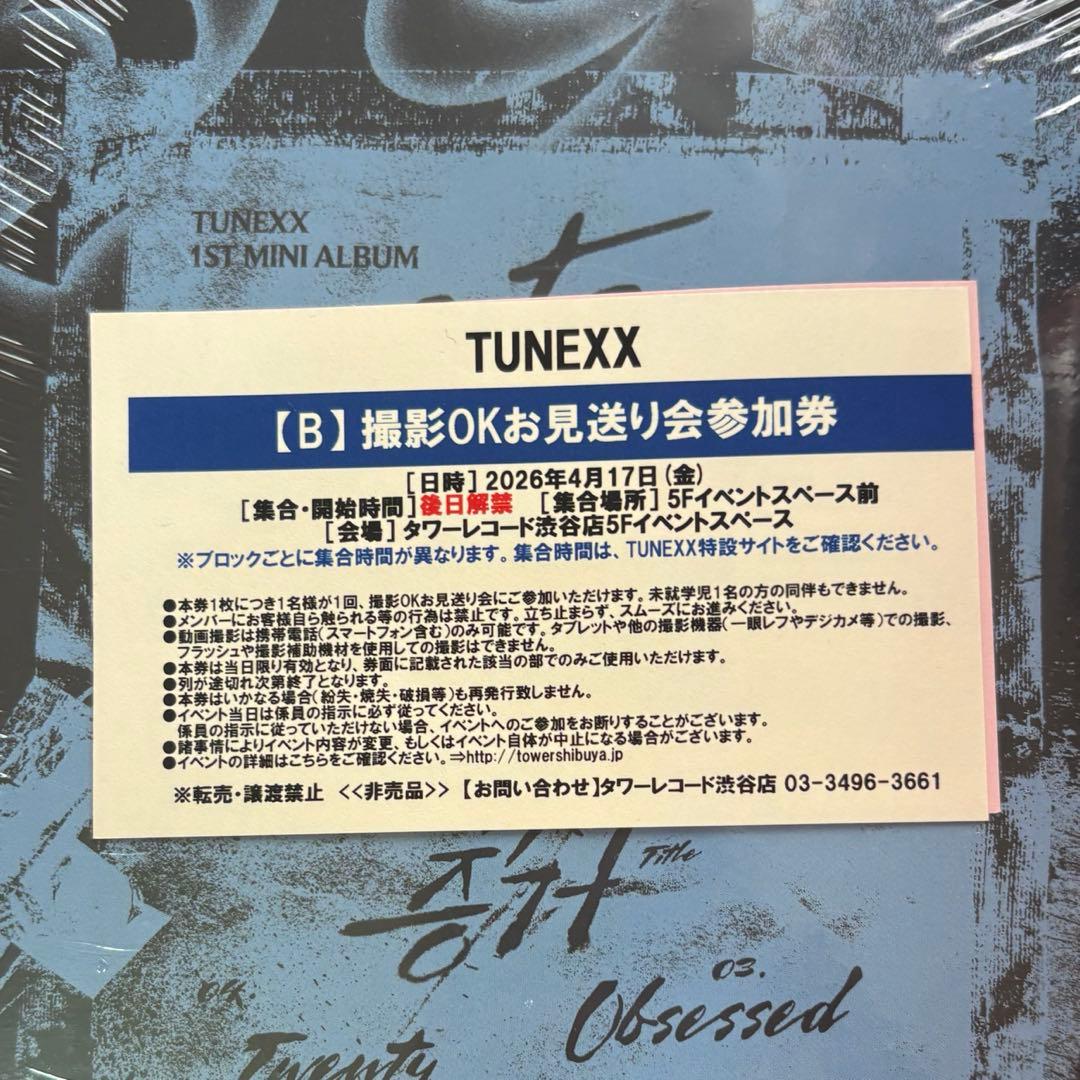 TUNEXX
1ST MINI ALBUM
TUNEXX
【B】撮影OKお見送り会参加券
[日時] 2026年4月17日(金)
[集合・開始時間]後日解禁 [集合場所] 5Fイベントスペース前
[会場] タワーレコード渋谷店5Fイベントスペース
※ブロックごとに集合時間が異なります。集合時間は、TUNEXX特設サイトをご確認ください。
●本券1枚につき1名様が1回、撮影OKお見送り会にご参加いただけます。未就学児1名の方の同伴もできません。
●メンバーにお客様自ら触られる等の行為は禁止です。立ち止まらず、スムーズにお進みください。
●動画撮影は携帯電話(スマートフォン含む)のみ可能です。タブレットや他の撮影機器(一眼レフやデジカメ等)での撮影、
フラッシュや撮影補助機材を使用しての撮影はできません。
●本券は当日限り有効となり、券面に記載された該当の部でのみご使用いただけます。
●列が途切れ次第終了となります。
●本券はいかなる場合(紛失・焼失・破損等)も再発行致しません。
●イベント当日は係員の指示に必ず従ってください。
係員の指示に従っていただけない場合、イベントへのご参加をお断りすることがございます。
●諸事情によりイベント内容が変更、もしくはイベント自体が中止になる場合がございます。
●イベントの詳細はこちらをご確認ください。⇒http://towershibuya.jp
※転売・譲渡禁止 <<非売品>> 【お問い合わせ】タワーレコード渋谷店 03-3496-3661
Title
03.
Obsessed
04.
Twenty